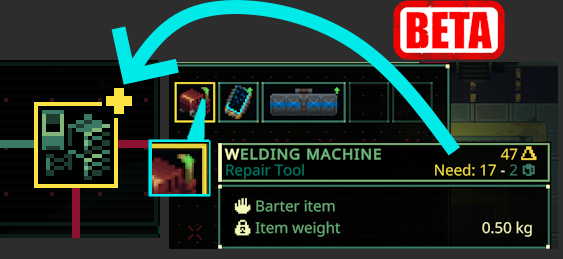 BETA
WELDING MACHINE 47
Repair Tool Need: 17 - 2
Barter item
Item weight 0.50 kg